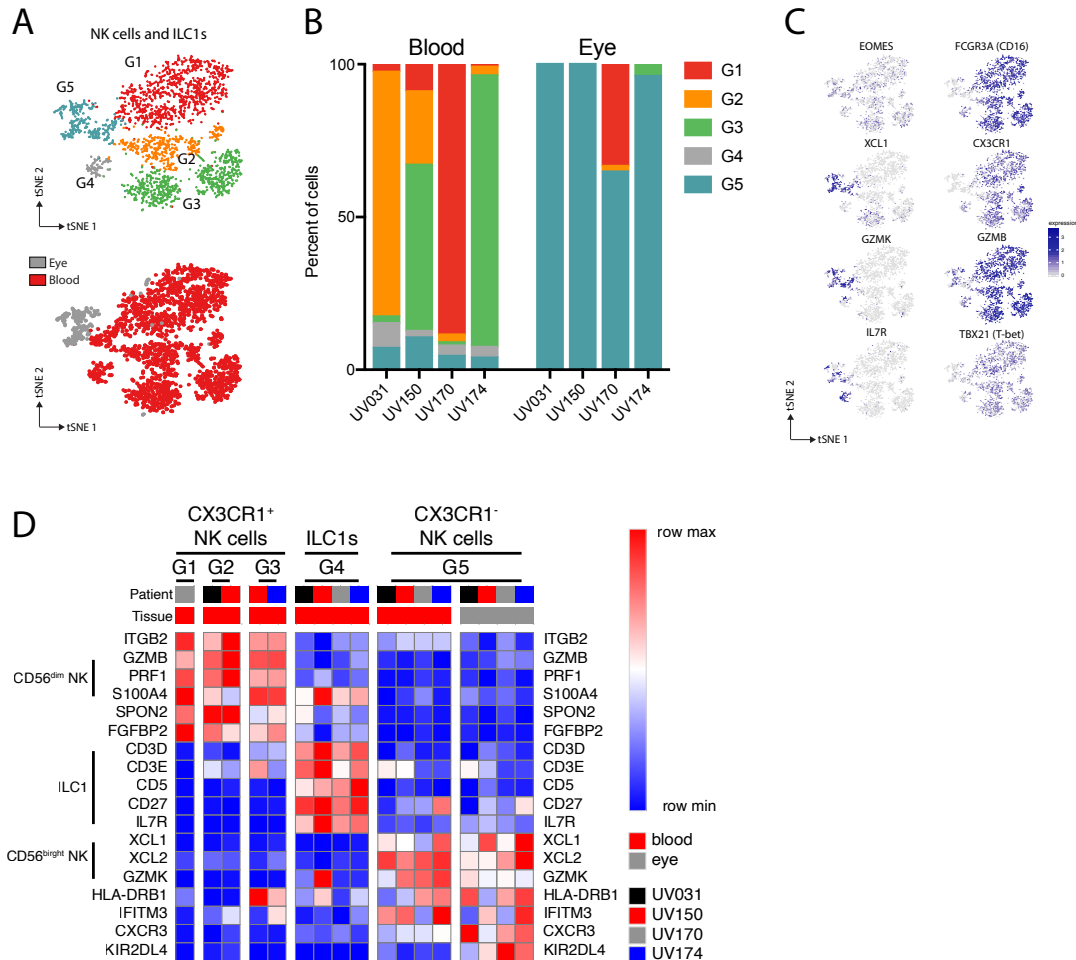 A
NK cells and ILC1s
G1
G5
G2
G4
G3
tSNE 2
tSNE 1
Eye
Blood
tSNE 2
tSNE 1
B
Blood
Eye
100
50
0
Percent of cells
UV031
UV150
UV170
UV174
UV031
UV150
UV170
UV174
G1
G2
G3
G4
G5
C
EOMES
FCGR3A (CD16)
XCL1
CX3CR1
GZMK
GZMB
IL7R
TBX21 (T-bet)
expression
3
2
1
0
tSNE 2
tSNE 1
D
CX3CR1+
NK cells
ILC1s
CX3CR1-
NK cells
G1
G2
G3
G4
G5
Patient
Tissue
CD56dim NK
ILC1
CD56birght NK
ITGB2
GZMB
PRF1
S100A4
SPON2
FGFBP2
CD3D
CD3E
CD5
CD27
IL7R
XCL1
XCL2
GZMK
HLA-DRB1
IFITM3
CXCR3
KIR2DL4
ITGB2
GZMB
PRF1
S100A4
SPON2
FGFBP2
CD3D
CD3E
CD5
CD27
IL7R
XCL1
XCL2
GZMK
HLA-DRB1
IFITM3
CXCR3
KIR2DL4
row max
row min
blood
eye
UV031
UV150
UV170
UV174